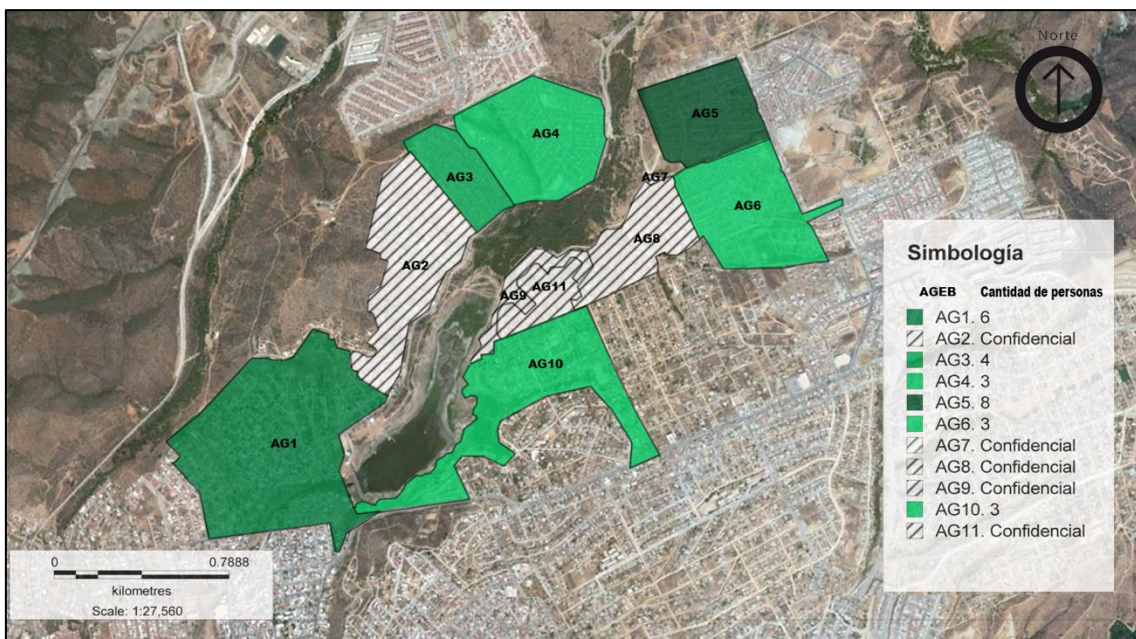 Norte
AG5
AG4
AG3
AG7
AG6
AG8
AG2
AG11
AG9
AG10
AG1
Simbología
AGEB Cantidad de personas
AG1. 6
AG2. Confidencial
AG3. 4
AG4. 3
AG5. 8
AG6. 3
AG7. Confidencial
AG8. Confidencial
AG9. Confidencial
AG10. 3
AG11. Confidencial
0 0.7888
kilometres
Scale: 1:27,560